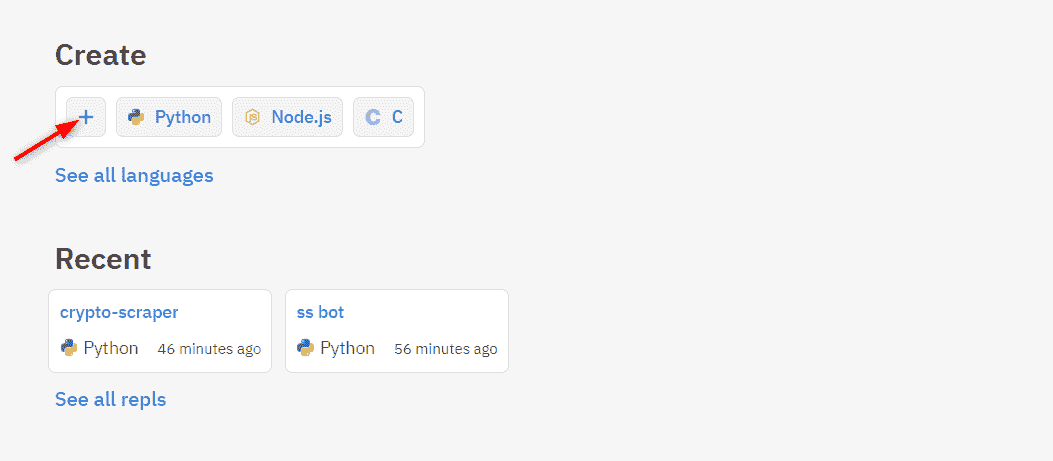 Create
+ Python Node.js C
See all languages
Recent
crypto-scraper ss bot
Python 46 minutes ago Python 56 minutes ago
See all repls